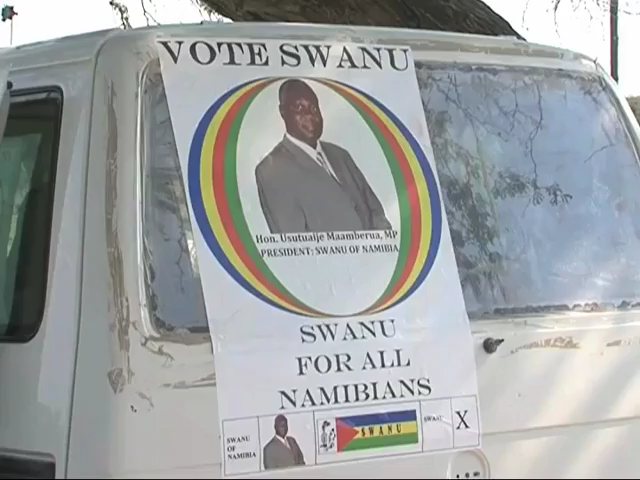 VOTE SWANU
Hon. Usutuaije Maamberua, MP
PRESIDENT: SWANU OF NAMIBIA
SWANU
FOR ALL
NAMIBIANS
SWANU
OF
NAMIBIA
SWANU
SWANU
X